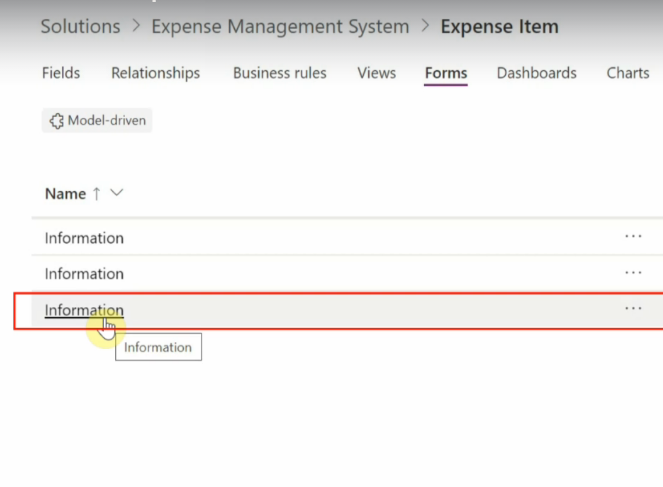 Solutions > Expense Management System > Expense Item
Fields Relationships Business rules Views Forms Dashboards Charts
Model-driven
Name ↑
Information ...
Information ...
Information ...
Information